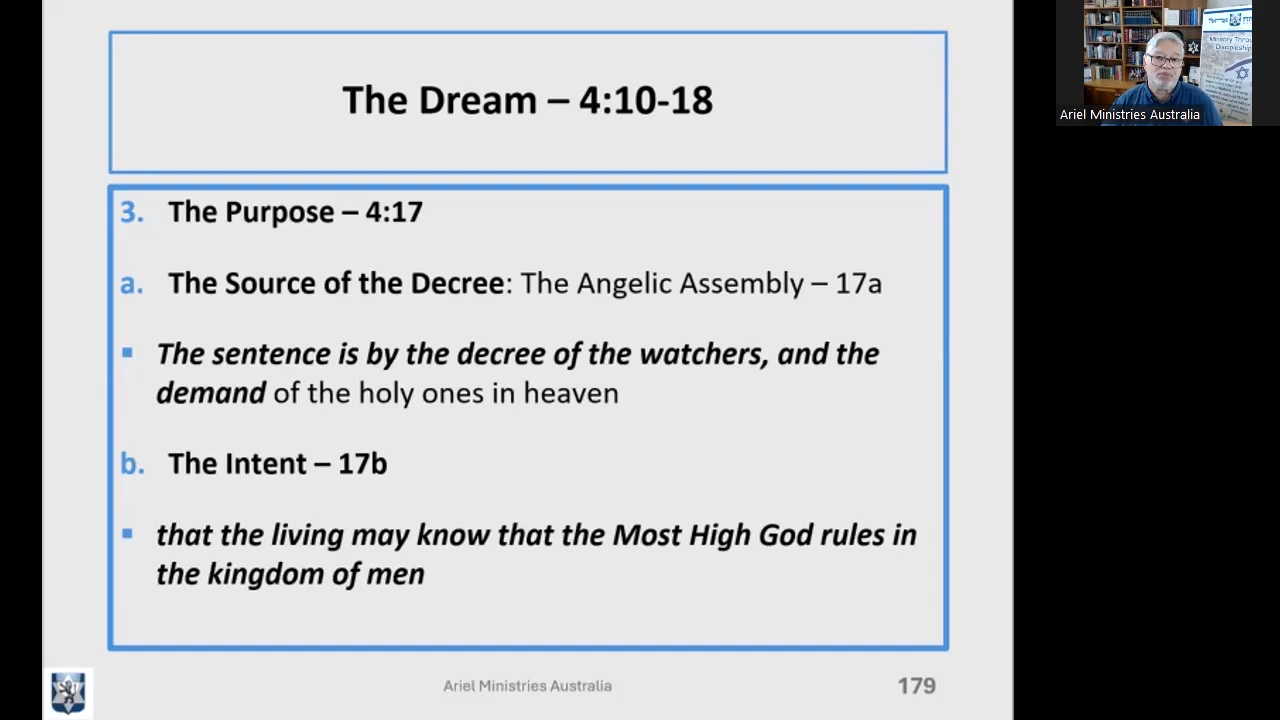 The Dream – 4:10-18
3. The Purpose – 4:17
a. The Source of the Decree: The Angelic Assembly – 17a
▪ The sentence is by the decree of the watchers, and the
demand of the holy ones in heaven
b. The Intent – 17b
▪ that the living may know that the Most High God rules in
the kingdom of men
Ariel Ministries Australia
179
Ministry Through
Discipleship
Ariel Ministries Australia